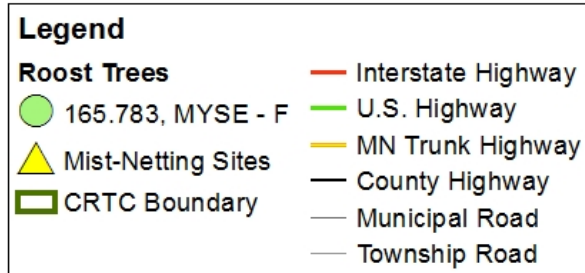 Legend
Roost Trees
165.783, MYSE - F
Mist-Netting Sites
CRTC Boundary
Interstate Highway
U.S. Highway
MN Trunk Highway
County Highway
Municipal Road
Township Road